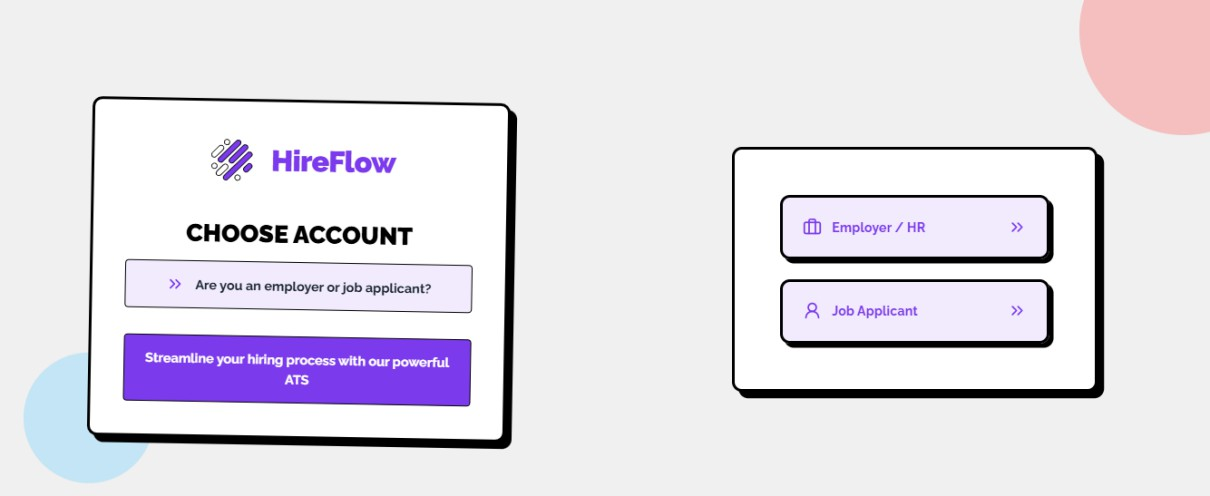 HireFlow
CHOOSE ACCOUNT
Are you an employer or job applicant?
Streamline your hiring process with our powerful
ATS
Employer / HR
Job Applicant